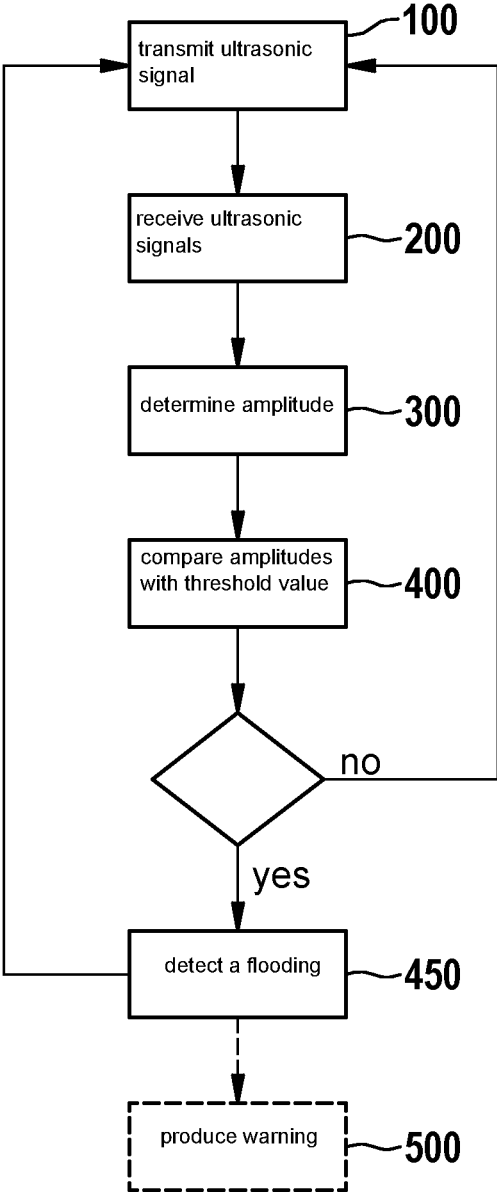 100
transmit ultrasonic
signal
receive ultrasonic
signals
200
determine amplitude
300
compare amplitudes
with threshold value
400
no
yes
detect a flooding
450
produce warning
500